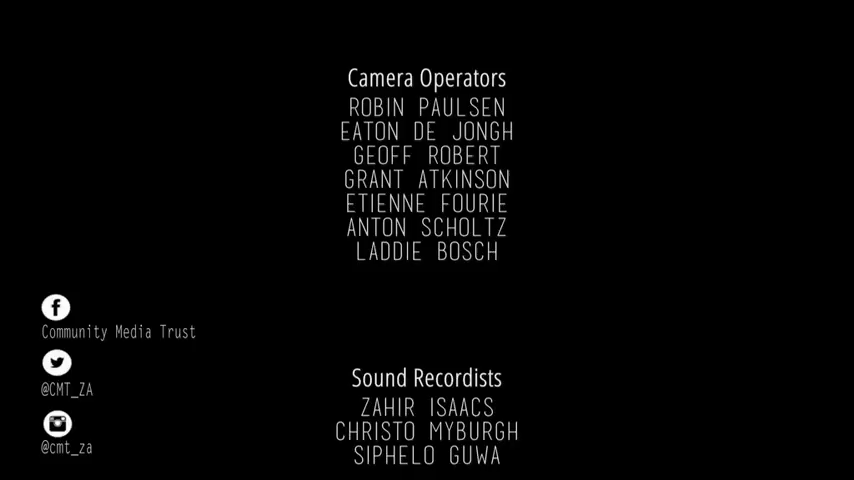 Camera Operators
ROBIN PAULSEN
EATON DE JONGH
GEOFF ROBERT
GRANT ATKINSON
ETIENNE FOURIE
ANTON SCHOLTZ
LADDIE BOSCH
Community Media Trust
@CMT_ZA
@cmt_za
Sound Recordists
ZAHIR ISAACS
CHRISTO MYBURGH
SIPHELO GUWA